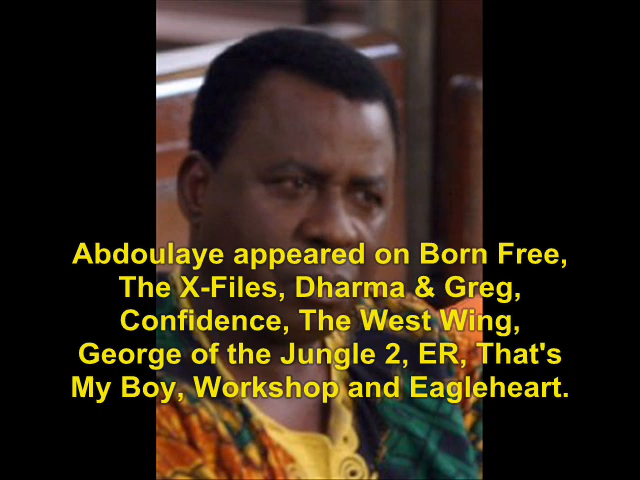 Abdoulaye appeared on Born Free,
The X-Files, Dharma & Greg,
Confidence, The West Wing,
George of the Jungle 2, ER, That's
My Boy, Workshop and Eagleheart.